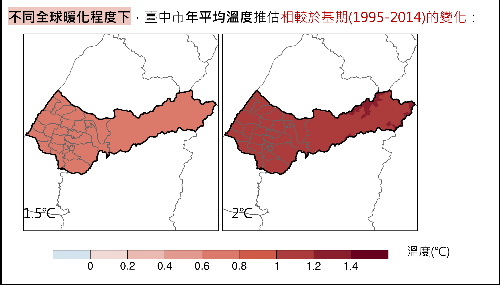 不同全球暖化程度下，臺中市年平均溫度推估相較於基期(1995-2014)的變化：
1.5℃
2℃
0 0.2 0.4 0.6 0.8 1 1.2 1.4 溫度(℃)